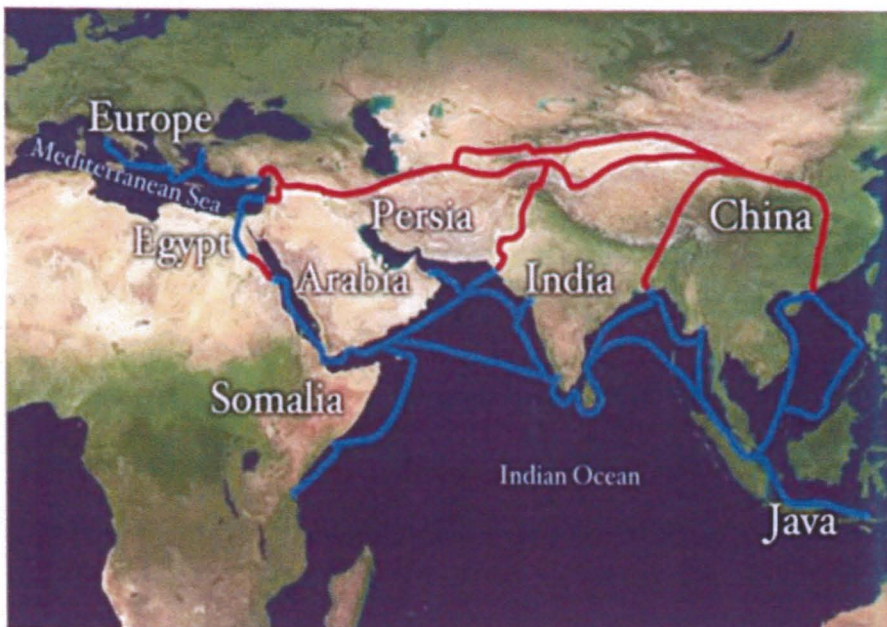 Europe
Mediterranean Sea
Egypt
Persia
Arabia
India
China
Somalia
Indian Ocean
Java